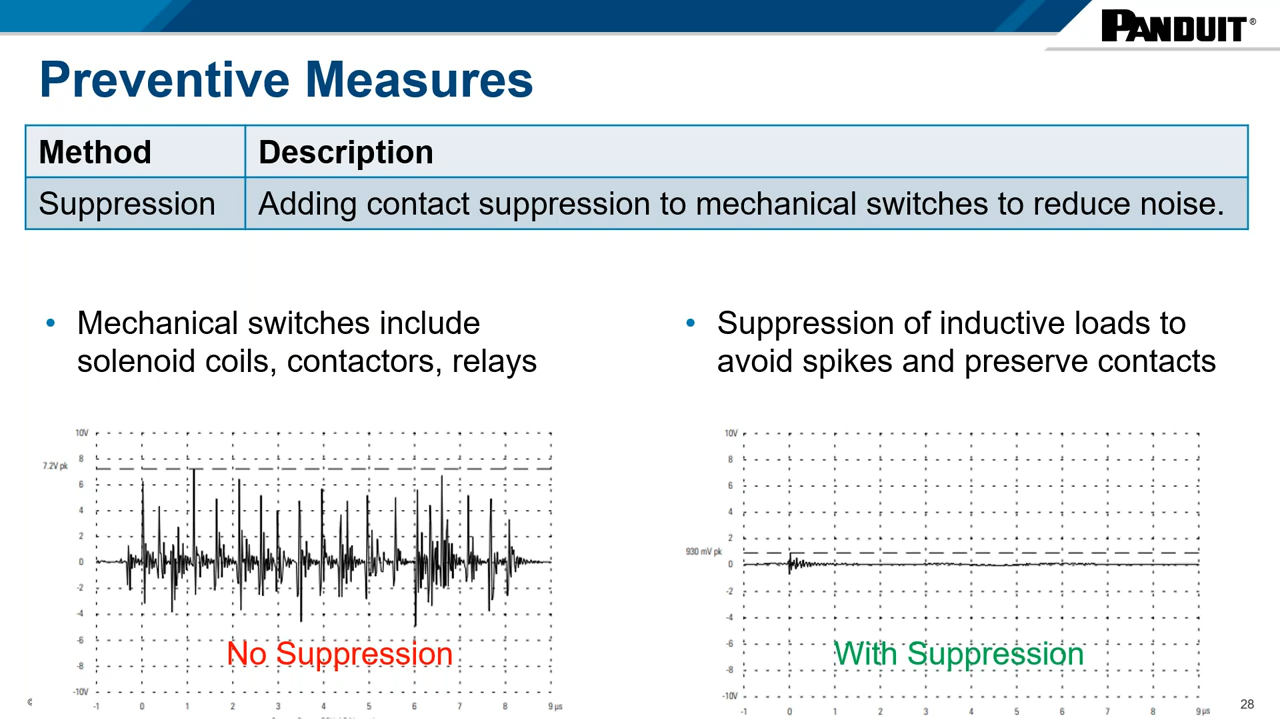 PANDUIT®
Preventive Measures
Method Description
Suppression Adding contact suppression to mechanical switches to reduce noise.
• Mechanical switches include
solenoid coils, contactors, relays
• Suppression of inductive loads to
avoid spikes and preserve contacts
10V
8
7.2V pk
6
4
2
0
-2
-4
-6
-8
-10V
-1 0 1 2 3 4 5 6 7 8 9 µs
No Suppression
10V
8
6
4
2
930 mV pk
0
-2
-4
-6
-8
-10V
-1 0 1 2 3 4 5 6 7 8 9 µs
With Suppression
©
28